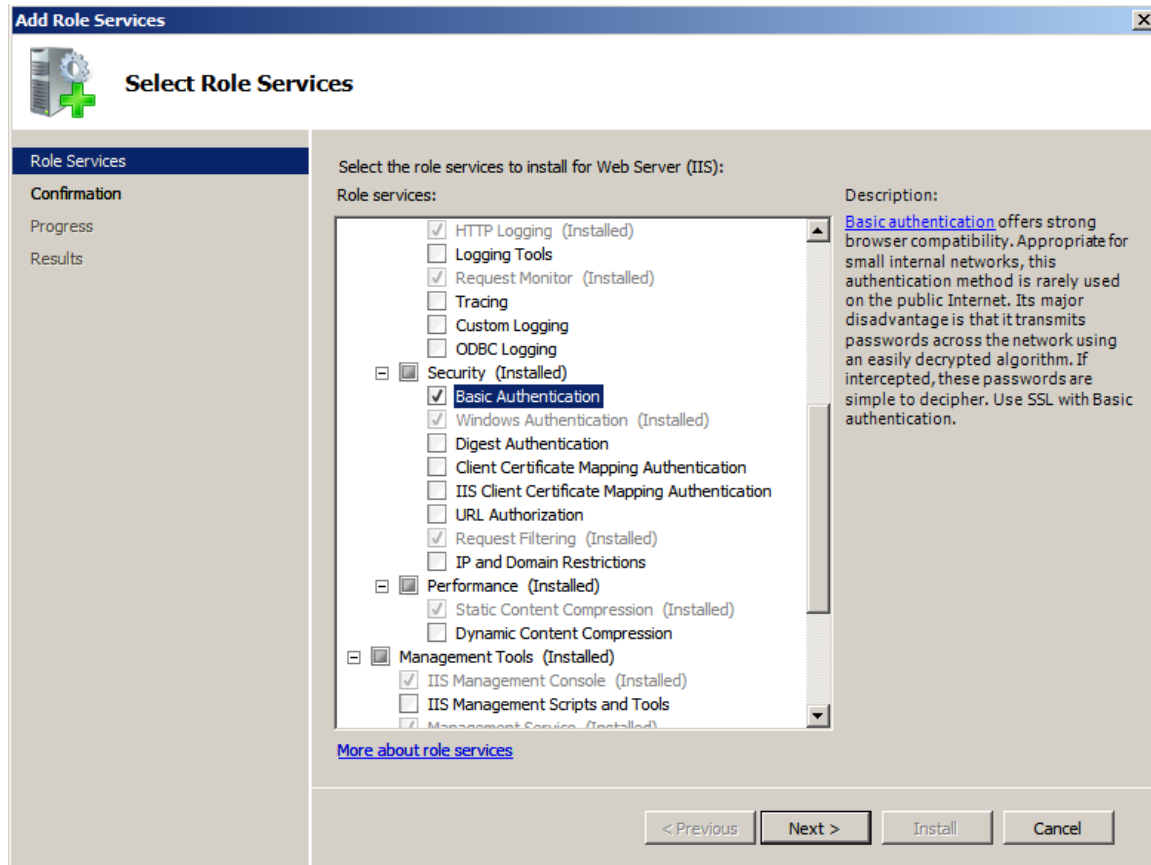 Add Role Services
Select Role Services
Role Services
Confirmation
Progress
Results
Select the role services to install for Web Server (IIS):
Role services:
HTTP Logging (Installed)
Logging Tools
Request Monitor (Installed)
Tracing
Custom Logging
ODBC Logging
Security (Installed)
Basic Authentication
Windows Authentication (Installed)
Digest Authentication
Client Certificate Mapping Authentication
IIS Client Certificate Mapping Authentication
URL Authorization
Request Filtering (Installed)
IP and Domain Restrictions
Performance (Installed)
Static Content Compression (Installed)
Dynamic Content Compression
Management Tools (Installed)
IIS Management Console (Installed)
IIS Management Scripts and Tools
Management Service (Installed)
More about role services
Description:
Basic authentication offers strong
browser compatibility. Appropriate for
small internal networks, this
authentication method is rarely used
on the public Internet. Its major
disadvantage is that it transmits
passwords across the network using
an easily decrypted algorithm. If
intercepted, these passwords are
simple to decipher. Use SSL with Basic
authentication.
< Previous
Next >
Install
Cancel